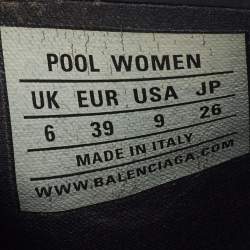 POOL WOMEN
UK EUR USA JP
6 39 9 26
MADE IN ITALY
WWW.BALENCIAGA.COM